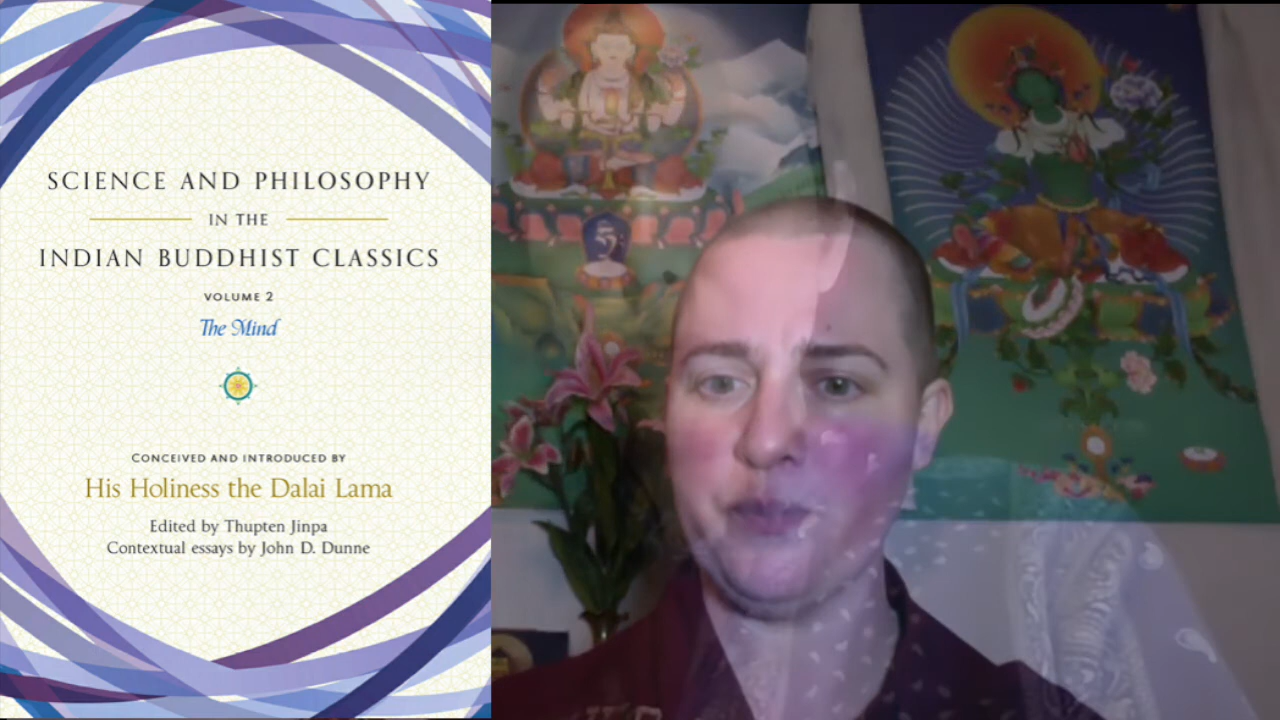 SCIENCE AND PHILOSOPHY
IN THE
INDIAN BUDDHIST CLASSICS
VOLUME 2
The Mind
CONCEIVED AND INTRODUCED BY
His Holiness the Dalai Lama
Edited by Thupten Jinpa
Contextual essays by John D. Dunne